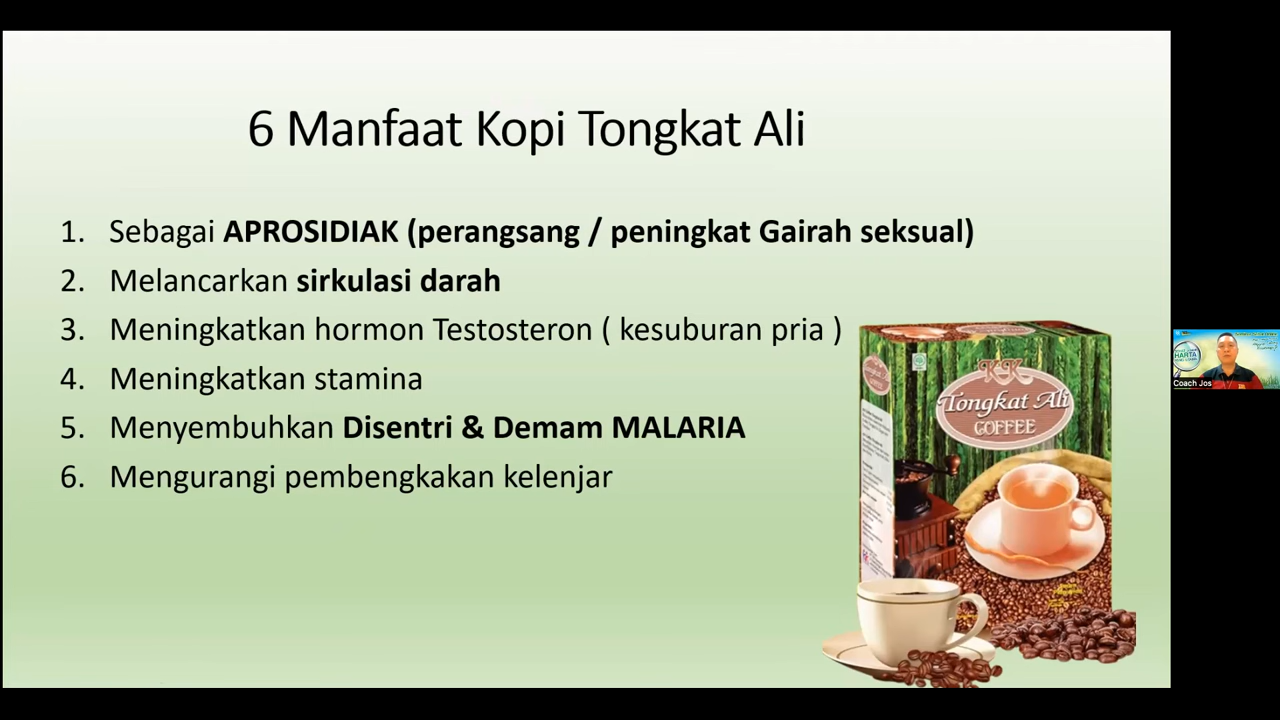 6 Manfaat Kopi Tongkat Ali
1. Sebagai APROSIDIAK (perangsang / peningkat Gairah seksual)
2. Melancarkan sirkulasi darah
3. Meningkatkan hormon Testosteron ( kesuburan pria )
4. Meningkatkan stamina
5. Menyembuhkan Disentri & Demam MALARIA
6. Mengurangi pembengkakan kelenjar
KK
Tongkat Ali
COFFEE
HARTA
Coach Jos